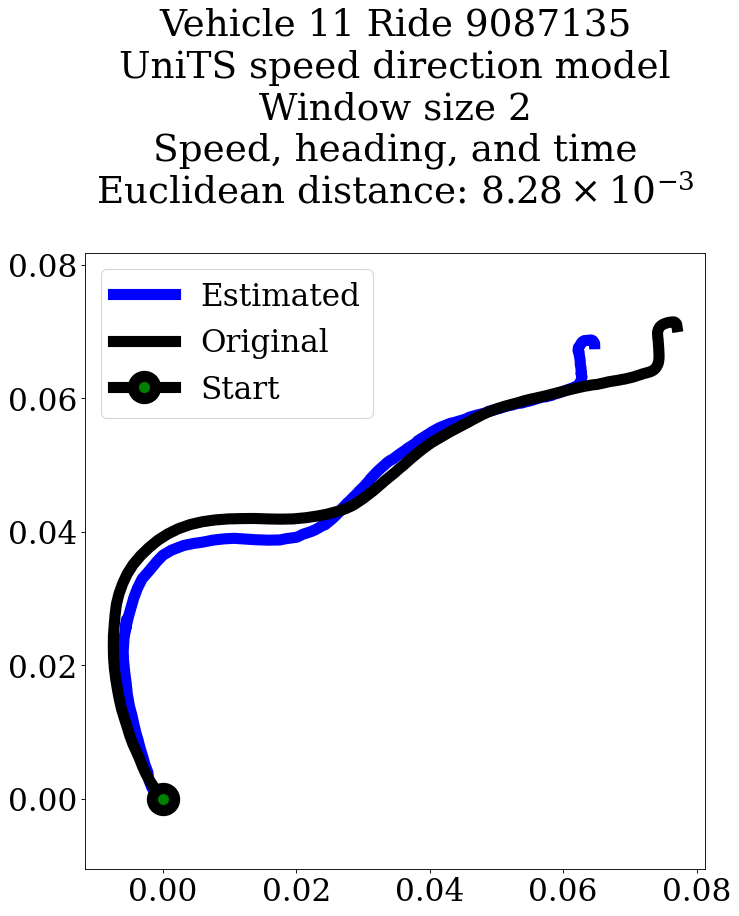 Vehicle 11 Ride 9087135
UniTS speed direction model
Window size 2
Speed, heading, and time
Euclidean distance: 8.28 × 10⁻³
0.08
0.06
0.04
0.02
0.00
Estimated
Original
Start
0.00 0.02 0.04 0.06 0.08